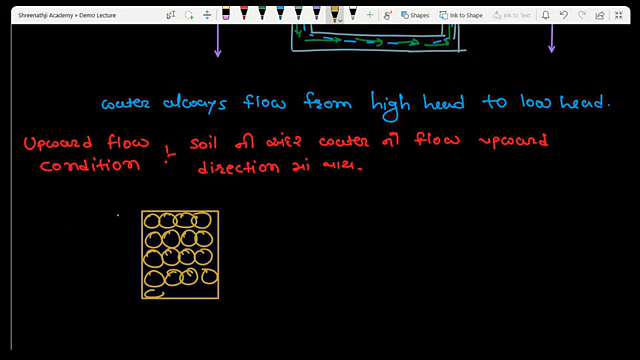 Shreenathji Academy • Demo Lecture
Shapes
Ink to Shape
Ink to Text
water always flow from high head to low head.
Upward flow condition :- soil ની અંદર water નો flow upward
direction માં થાય.